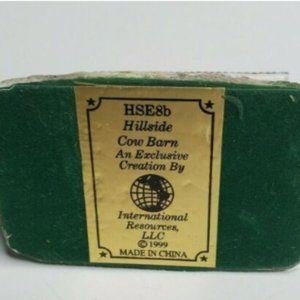 HSE8b
Hillside
Cow Barn
An Exclusive
Creation By
International
Resources,
LLC
©1999
MADE IN CHINA